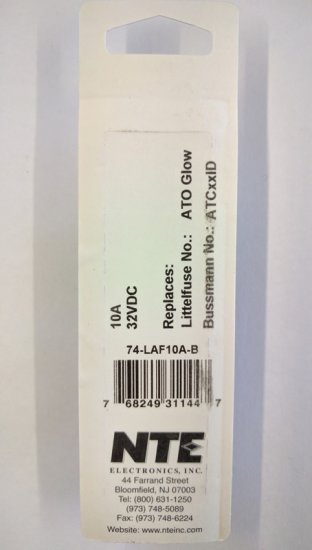 10A
32VDC
Replaces:
Littelfuse No.: ATO Glow
Bussmann No.: ATCxxID
74-LAF10A-B
7 68249 31144 7
NTE
ELECTRONICS, INC.
44 Farrand Street
Bloomfield, NJ 07003
Tel: (800) 631-1250
(973) 748-5089
Fax: (973) 748-6224
Website: www.nteinc.com